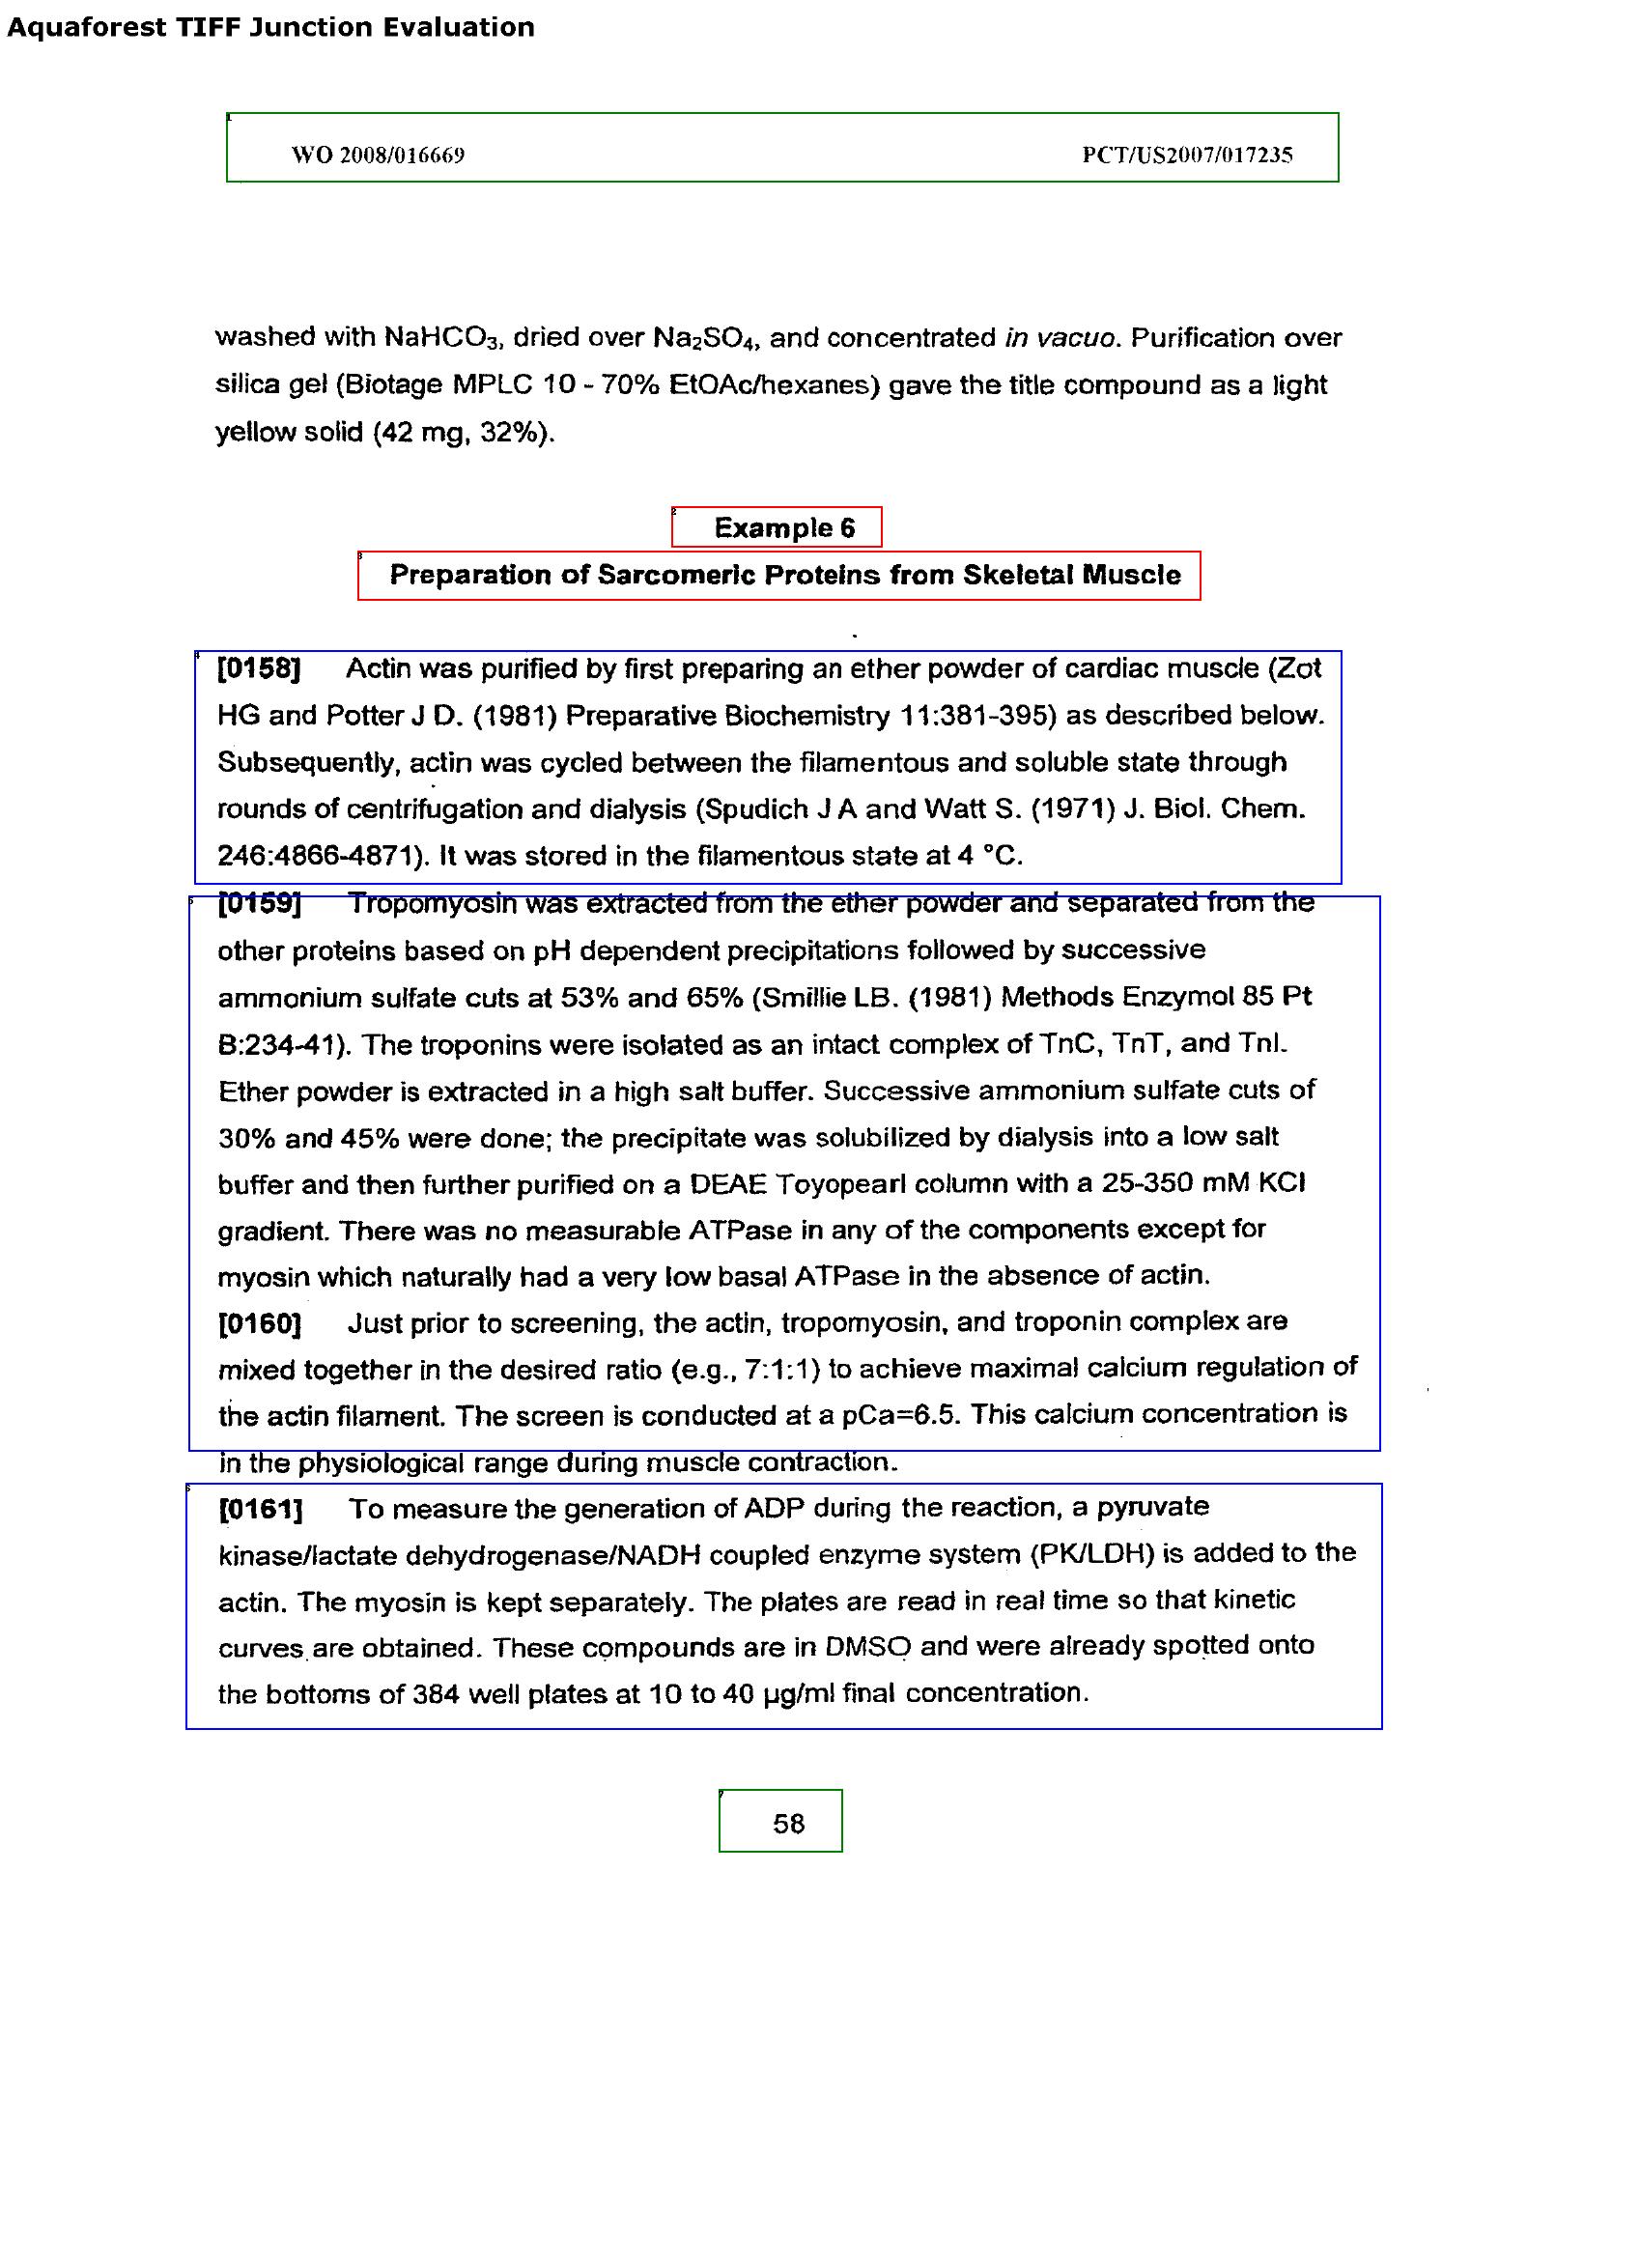 Aquaforest TIFF Junction Evaluation
WO 2008/016669 PCT/US2007/017235
washed with NaHCO₃, dried over Na₂SO₄, and concentrated in vacuo. Purification over
silica gel (Biotage MPLC 10 - 70% EtOAc/hexanes) gave the title compound as a light
yellow solid (42 mg, 32%).
Example 6
Preparation of Sarcomeric Proteins from Skeletal Muscle
[0158] Actin was purified by first preparing an ether powder of cardiac muscle (Zot
HG and Potter J D. (1981) Preparative Biochemistry 11:381-395) as described below.
Subsequently, actin was cycled between the filamentous and soluble state through
rounds of centrifugation and dialysis (Spudich J A and Watt S. (1971) J. Biol. Chem.
246:4866-4871). It was stored in the filamentous state at 4 °C.
[0159] Tropomyosin was extracted from the ether powder and separated from the
other proteins based on pH dependent precipitations followed by successive
ammonium sulfate cuts at 53% and 65% (Smillie LB. (1981) Methods Enzymol 85 Pt
B:234-41). The troponins were isolated as an intact complex of TnC, TnT, and TnI.
Ether powder is extracted in a high salt buffer. Successive ammonium sulfate cuts of
30% and 45% were done; the precipitate was solubilized by dialysis into a low salt
buffer and then further purified on a DEAE Toyopearl column with a 25-350 mM KCl
gradient. There was no measurable ATPase in any of the components except for
myosin which naturally had a very low basal ATPase in the absence of actin.
[0160] Just prior to screening, the actin, tropomyosin, and troponin complex are
mixed together in the desired ratio (e.g., 7:1:1) to achieve maximal calcium regulation of
the actin filament. The screen is conducted at a pCa=6.5. This calcium concentration is
in the physiological range during muscle contraction.
[0161] To measure the generation of ADP during the reaction, a pyruvate
kinase/lactate dehydrogenase/NADH coupled enzyme system (PK/LDH) is added to the
actin. The myosin is kept separately. The plates are read in real time so that kinetic
curves are obtained. These compounds are in DMSO and were already spotted onto
the bottoms of 384 well plates at 10 to 40 µg/ml final concentration.
58